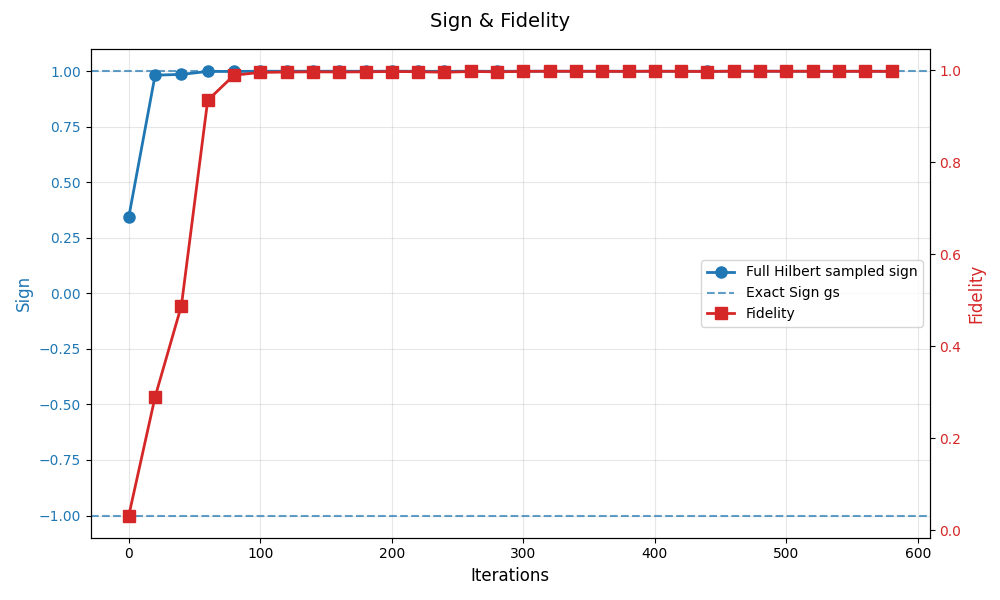 Sign & Fidelity
1.00
0.75
0.50
0.25
0.00
−0.25
−0.50
−0.75
−1.00
Sign
1.0
0.8
0.6
0.4
0.2
0.0
Fidelity
Full Hilbert sampled sign
Exact Sign gs
Fidelity
0 100 200 300 400 500 600
Iterations